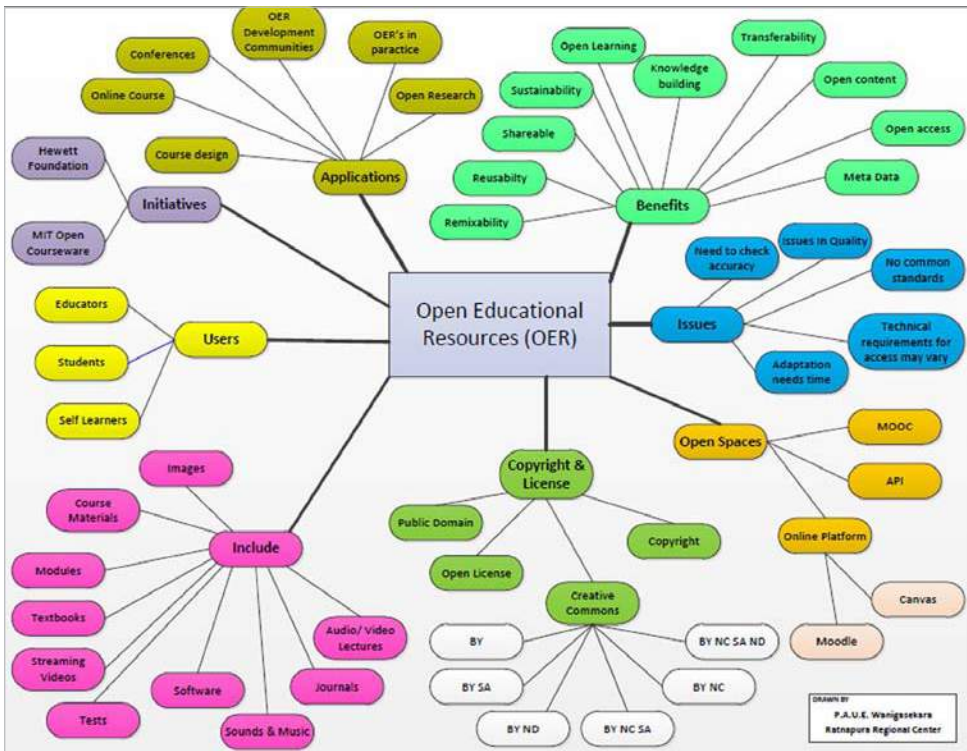 OER
Development
Communities
OER's in
paractice
Conferences
Online Course
Open Research
Course design
Applications
Hewett
Foundation
Initiatives
MIT Open
Courseware
Open Learning
Transferability
Knowledge
building
Sustainability
Open content
Shareable
Open access
Reusabilty
Meta Data
Remixability
Benefits
Need to check
accuracy
Issues In Quality
No common
standards
Issues
Technical
requirements for
access may vary
Adaptation
needs time
Open Educational
Resources (OER)
Educators
Users
Students
Self Learners
Open Spaces
MOOC
API
Online Platform
Canvas
Moodle
Copyright &
License
Public Domain
Copyright
Open License
Creative
Commons
BY
BY NC SA ND
BY SA
BY NC
BY ND
BY NC SA
Images
Course
Materials
Include
Modules
Textbooks
Audio/ Video
Lectures
Streaming
Videos
Software
Journals
Tests
Sounds & Music
DRAWN BY
P.A.U.E. Wanigasekara
Ratnapura Regional Center